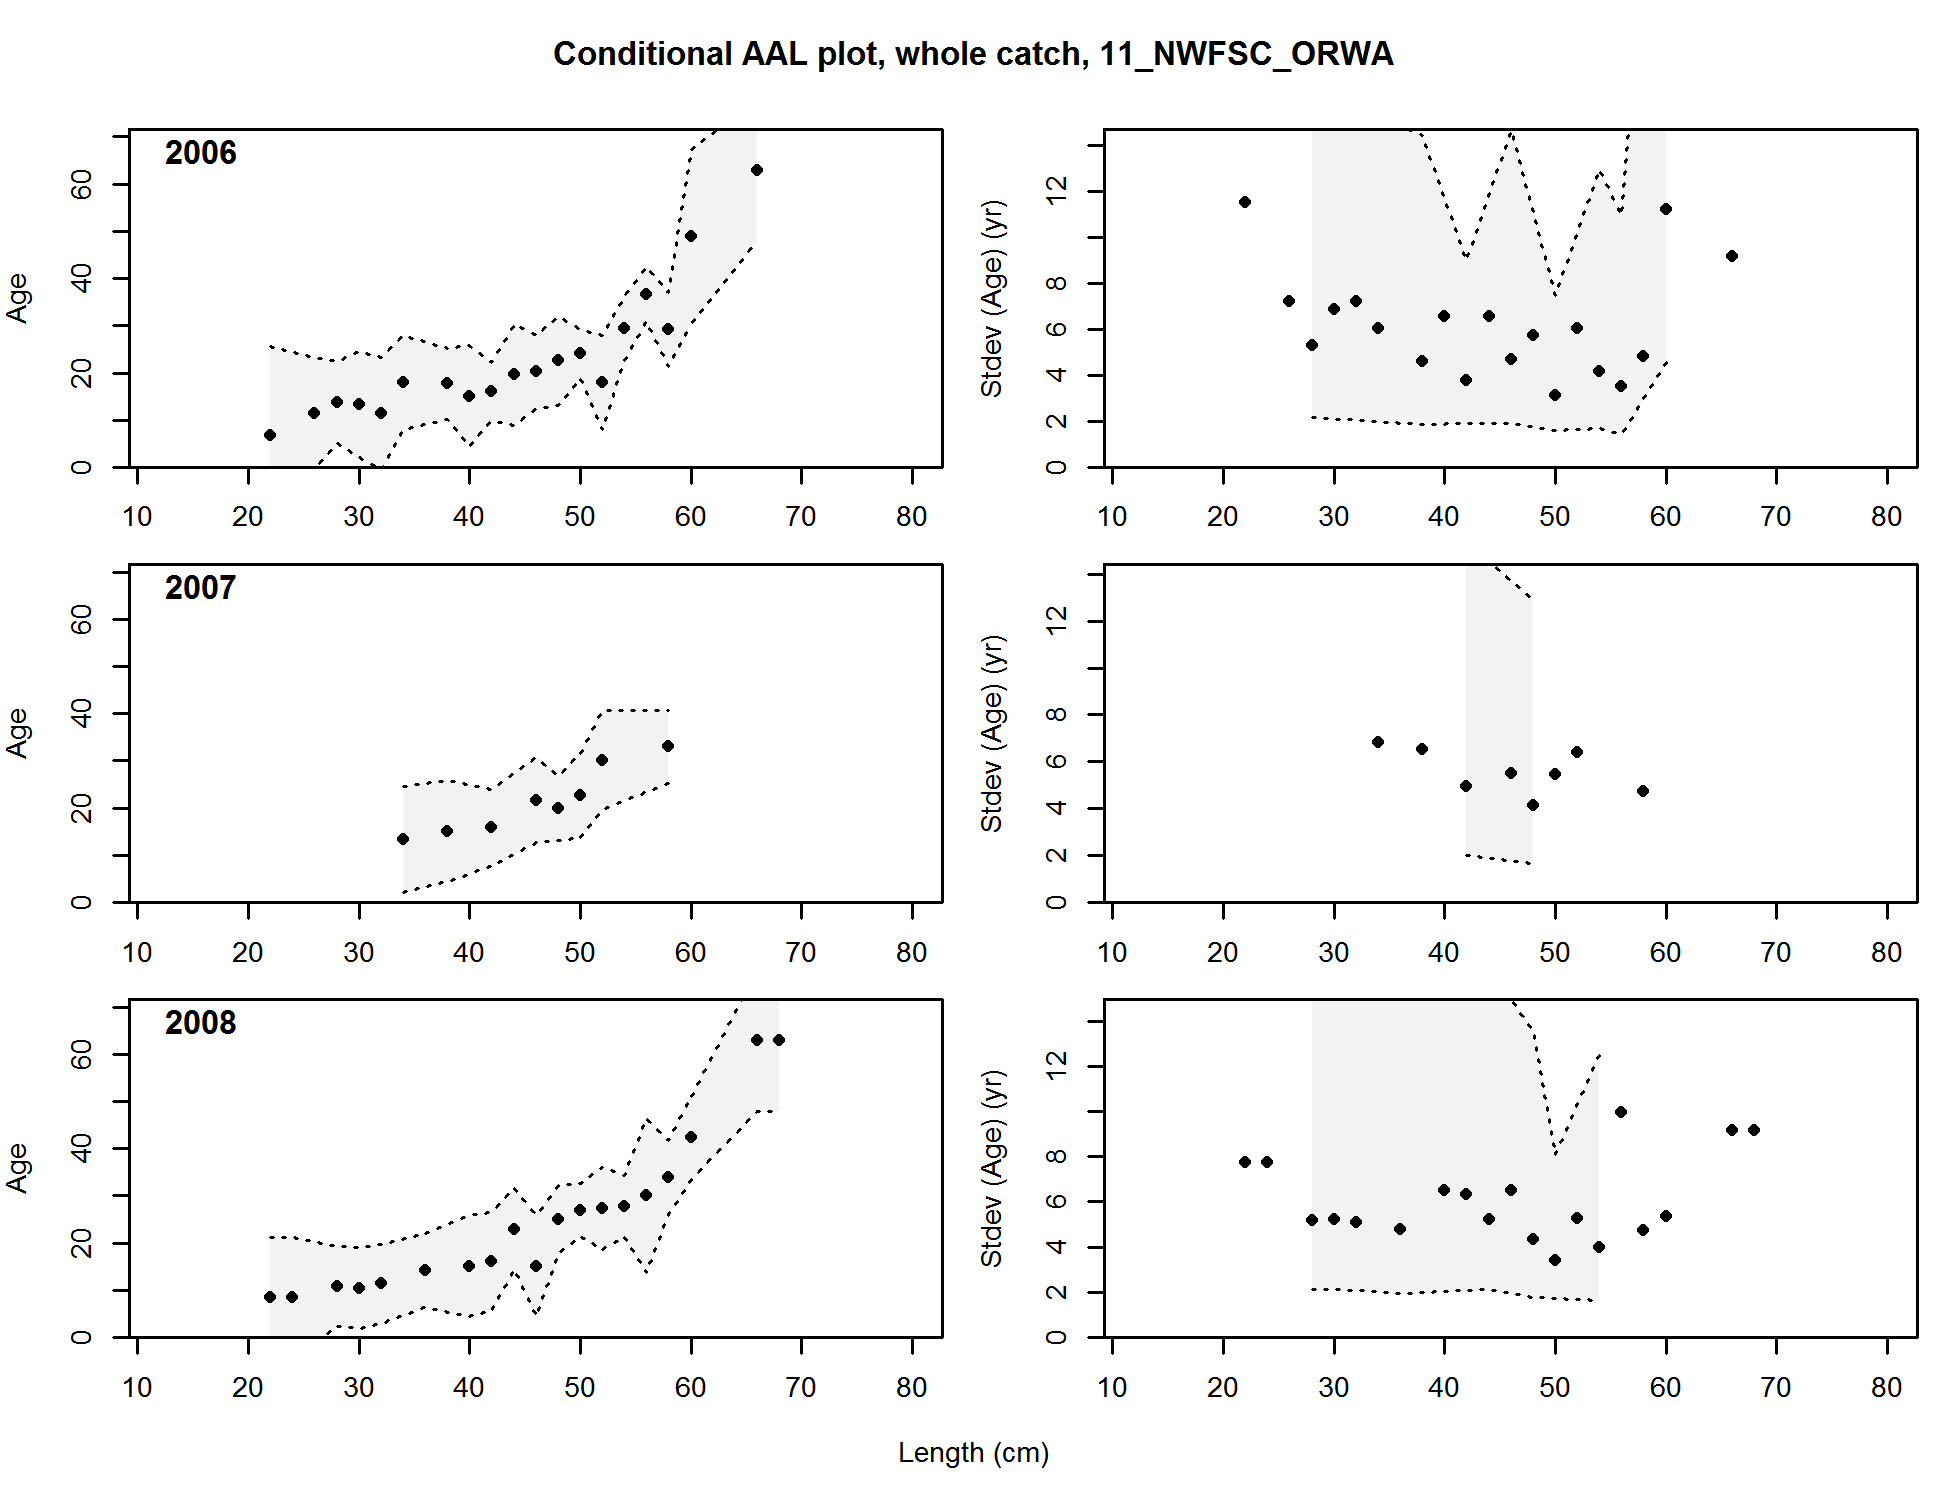 Conditional AAL plot, whole catch, 11_NWFSC_ORWA
2006
Age
0 20 40 60
10 20 30 40 50 60 70 80
Stdev (Age) (yr)
0 2 4 6 8 12
10 20 30 40 50 60 70 80
2007
Age
0 20 40 60
10 20 30 40 50 60 70 80
Stdev (Age) (yr)
0 2 4 6 8 12
10 20 30 40 50 60 70 80
2008
Age
0 20 40 60
10 20 30 40 50 60 70 80
Stdev (Age) (yr)
0 2 4 6 8 12
10 20 30 40 50 60 70 80
Length (cm)